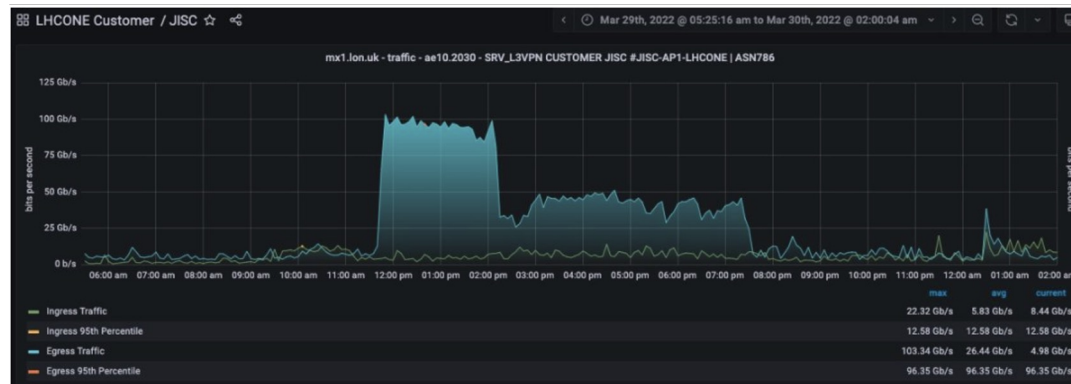 LHCONE Customer / JISC
Mar 29th, 2022 @ 05:25:16 am to Mar 30th, 2022 @ 02:00:04 am
mx1.lon.uk - traffic - ae10.2030 - SRV_L3VPN CUSTOMER JISC #JISC-AP1-LHCONE | ASN786
125 Gb/s
100 Gb/s
75 Gb/s
50 Gb/s
25 Gb/s
0 b/s
bits per second
bits per second
06:00 am 07:00 am 08:00 am 09:00 am 10:00 am 11:00 am 12:00 pm 01:00 pm 02:00 pm 03:00 pm 04:00 pm 05:00 pm 06:00 pm 07:00 pm 08:00 pm 09:00 pm 10:00 pm 11:00 pm 12:00 am 01:00 am 02:00 am
max avg current
Ingress Traffic 22.32 Gb/s 5.83 Gb/s 8.44 Gb/s
Ingress 95th Percentile 12.58 Gb/s 12.58 Gb/s 12.58 Gb/s
Egress Traffic 103.34 Gb/s 26.44 Gb/s 4.98 Gb/s
Egress 95th Percentile 96.35 Gb/s 96.35 Gb/s 96.35 Gb/s